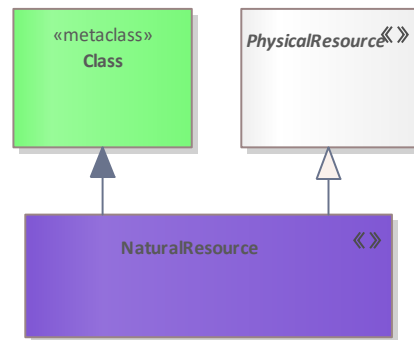 «metaclass»
Class
PhysicalResource «»
NaturalResource «»